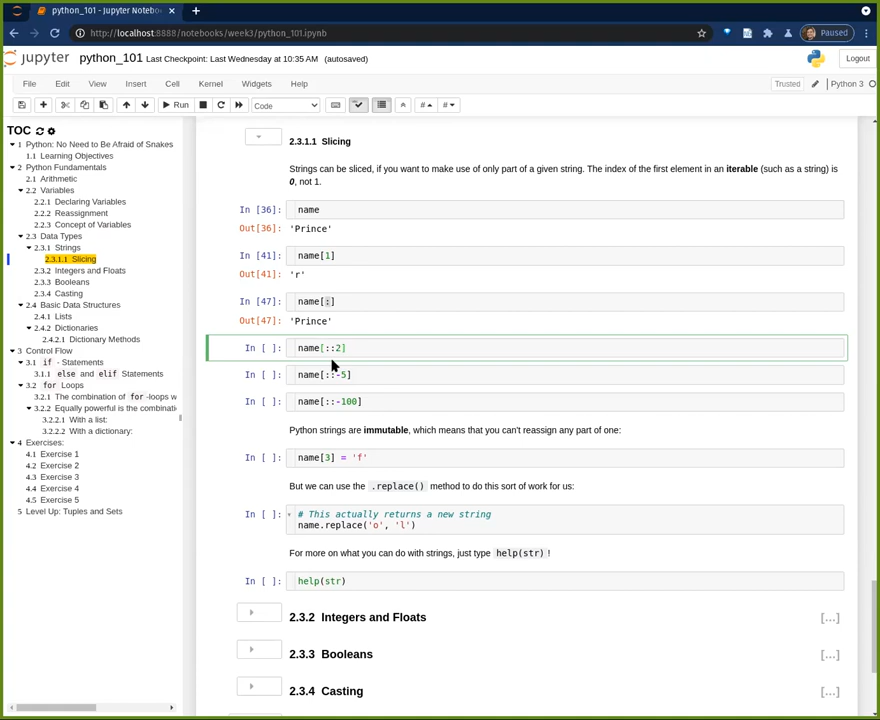 python_101 - Jupyter Notebo
http://localhost:8888/notebooks/week3/python_101.ipynb
Paused
jupyter python_101 Last Checkpoint: Last Wednesday at 10:35 AM (autosaved)
Logout
File Edit View Insert Cell Kernel Widgets Help
Trusted Python 3
Run Code
TOC
1 Python: No Need to Be Afraid of Snakes
1.1 Learning Objectives
2 Python Fundamentals
2.1 Arithmetic
2.2 Variables
2.2.1 Declaring Variables
2.2.2 Reassignment
2.2.3 Concept of Variables
2.3 Data Types
2.3.1 Strings
2.3.1.1 Slicing
2.3.2 Integers and Floats
2.3.3 Booleans
2.3.4 Casting
2.4 Basic Data Structures
2.4.1 Lists
2.4.2 Dictionaries
2.4.2.1 Dictionary Methods
3 Control Flow
3.1 if - Statements
3.1.1 else and elif Statements
3.2 for Loops
3.2.1 The combination of for -loops w
3.2.2 Equally powerful is the combinati
3.2.2.1 With a list:
3.2.2.2 With a dictionary:
4 Exercises:
4.1 Exercise 1
4.2 Exercise 2
4.3 Exercise 3
4.4 Exercise 4
4.5 Exercise 5
5 Level Up: Tuples and Sets
2.3.1.1 Slicing
Strings can be sliced, if you want to make use of only part of a given string. The index of the first element in an iterable (such as a string) is
0, not 1.
In [36]: name
Out[36]: 'Prince'
In [41]: name[1]
Out[41]: 'r'
In [47]: name[:]
Out[47]: 'Prince'
In [ ]: name[::2]
In [ ]: name[::-5]
In [ ]: name[::-100]
Python strings are immutable, which means that you can't reassign any part of one:
In [ ]: name[3] = 'f'
But we can use the .replace() method to do this sort of work for us:
In [ ]: # This actually returns a new string
name.replace('o', 'l')
For more on what you can do with strings, just type help(str) !
In [ ]: help(str)
2.3.2 Integers and Floats [...]
2.3.3 Booleans [...]
2.3.4 Casting [...]